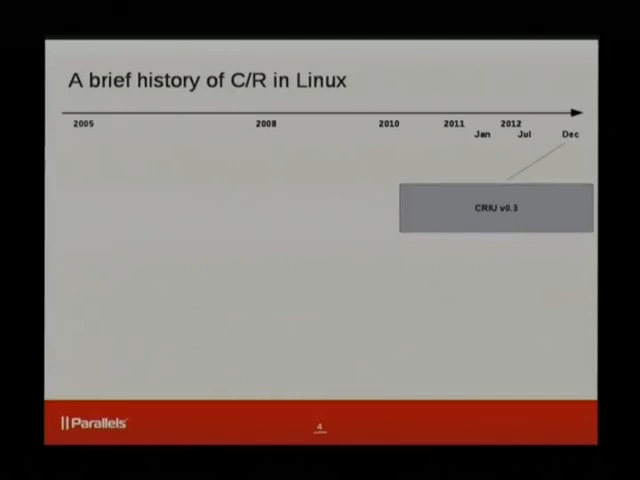 A brief history of C/R in Linux
2005 2008 2010 2011 2012
Jan Jul Dec
CRIU v0.3
Parallels
4